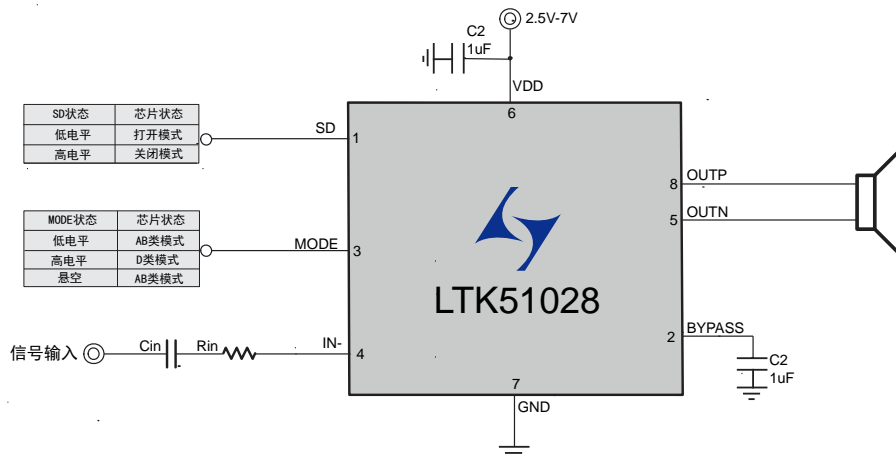 2.5V-7V
C2
1uF
VDD
6
SD状态 芯片状态
低电平 打开模式
高电平 关闭模式
SD
1
8
OUTP
5
OUTN
MODE状态 芯片状态
低电平 AB类模式
高电平 D类模式
悬空 AB类模式
MODE
3
LTK51028
信号输入
Cin
Rin
IN-
4
2
BYPASS
C2
1uF
7
GND